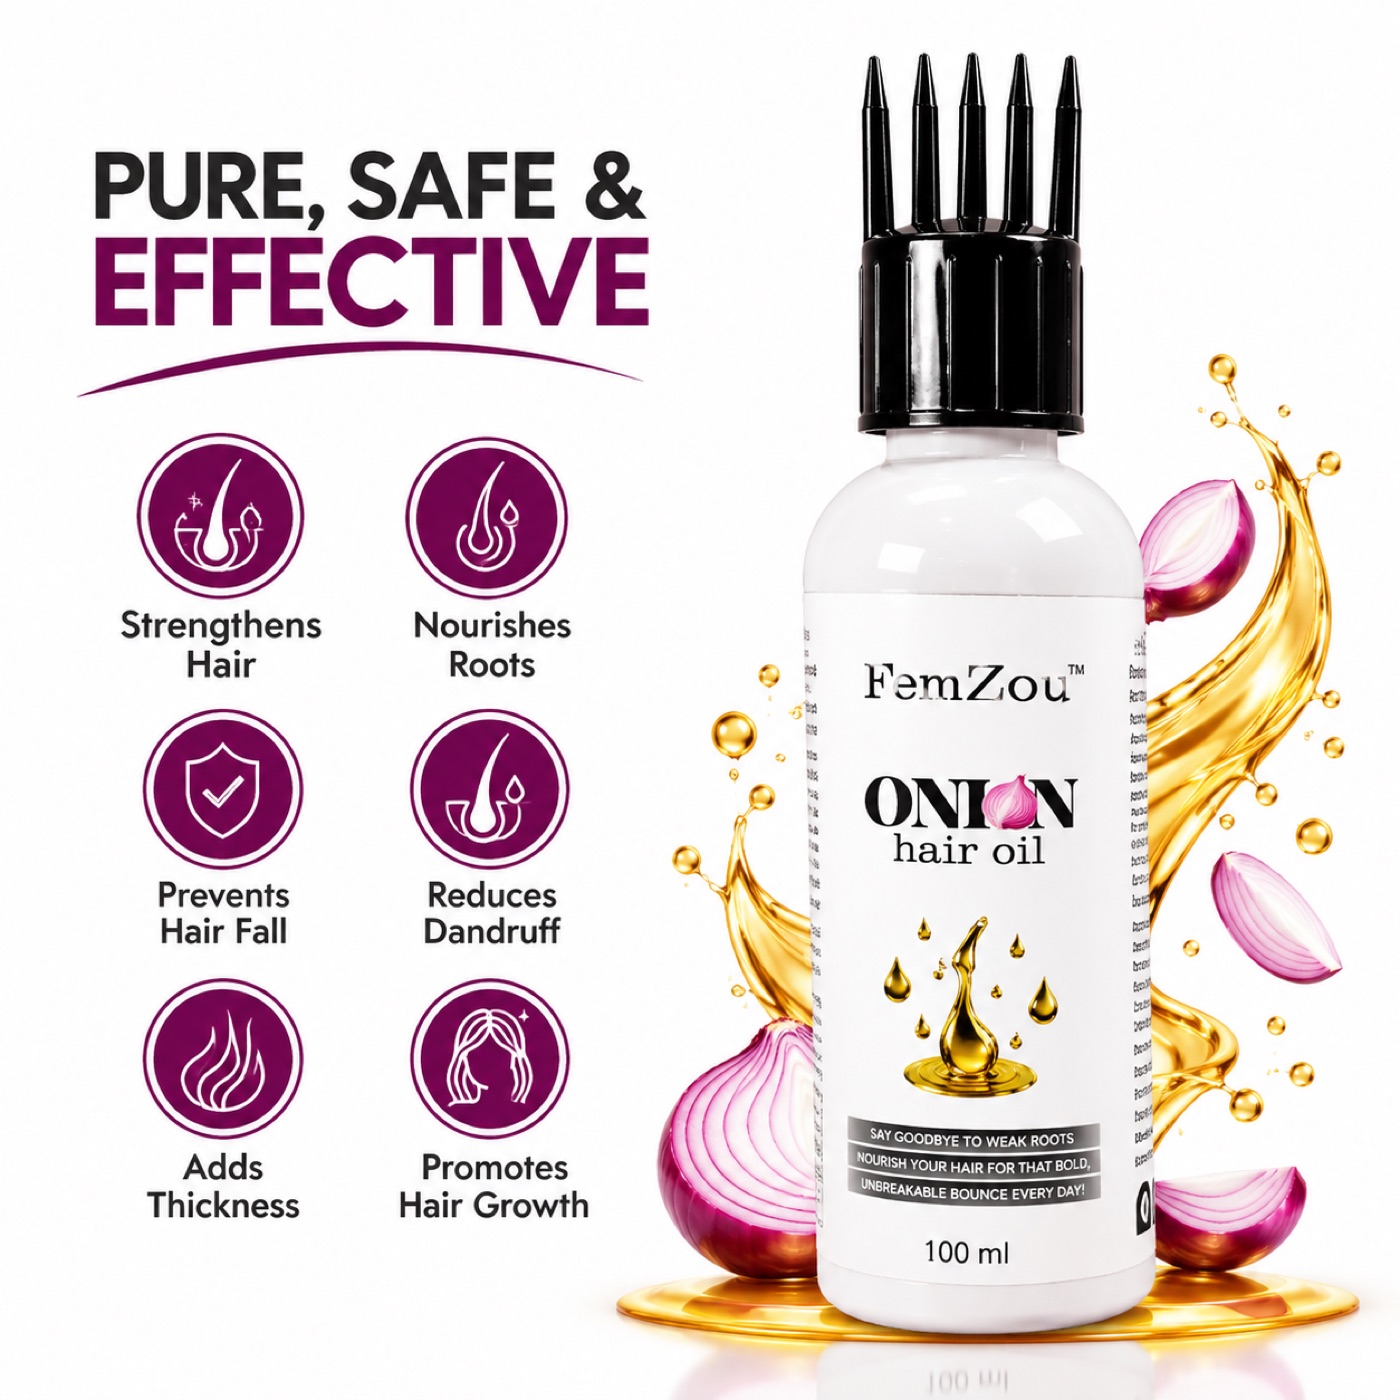 PURE, SAFE &
EFFECTIVE
Strengthens
Hair
Nourishes
Roots
Prevents
Hair Fall
Reduces
Dandruff
Adds
Thickness
Promotes
Hair Growth
FemZou™
ONION
hair oil
SAY GOODBYE TO WEAK ROOTS
NOURISH YOUR HAIR FOR THAT BOLD,
UNBREAKABLE BOUNCE EVERY DAY!
100 ml